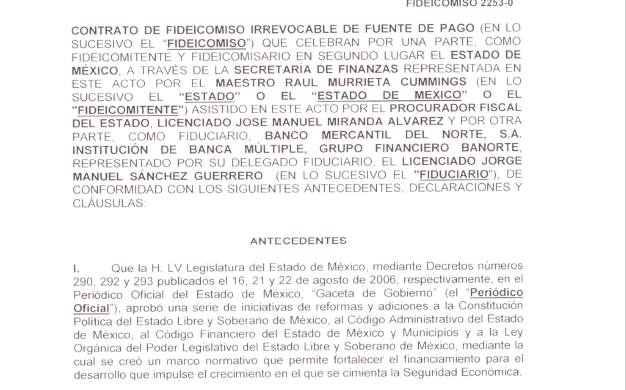 FIDEICOMISO 2253-0
CONTRATO DE FIDEICOMISO IRREVOCABLE DE FUENTE DE PAGO (EN LO
SUCESIVO EL "FIDEICOMISO") QUE CELEBRAN POR UNA PARTE, COMO
FIDEICOMITENTE Y FIDEICOMISARIO EN SEGUNDO LUGAR EL ESTADO DE
MÉXICO, A TRAVÉS DE LA SECRETARÍA DE FINANZAS REPRESENTADA EN
ESTE ACTO POR EL MAESTRO RAUL MURRIETA CUMMINGS (EN LO
SUCESIVO EL "ESTADO" O EL "ESTADO DE MEXICO" O EL
"FIDEICOMITENTE") ASISTIDO EN ESTE ACTO POR EL PROCURADOR FISCAL
DEL ESTADO, LICENCIADO JOSE MANUEL MIRANDA ALVAREZ Y POR OTRA
PARTE, COMO FIDUCIARIO, BANCO MERCANTIL DEL NORTE, S.A.
INSTITUCIÓN DE BANCA MÚLTIPLE, GRUPO FINANCIERO BANORTE,
REPRESENTADO POR SU DELEGADO FIDUCIARIO, EL LICENCIADO JORGE
MANUEL SÁNCHEZ GUERRERO (EN LO SUCESIVO EL "FIDUCIARIO"), DE
CONFORMIDAD CON LOS SIGUIENTES ANTECEDENTES, DECLARACIONES Y
CLÁUSULAS:
ANTECEDENTES
I. Que la H. LV Legislatura del Estado de México, mediante Decretos números
290, 292 y 293 publicados el 16, 21 y 22 de agosto de 2006, respectivamente, en el
Periódico Oficial del Estado de México, "Gaceta de Gobierno" (el "Periódico
Oficial"), aprobó una serie de iniciativas de reformas y adiciones a la Constitución
Política del Estado Libre y Soberano de México, al Código Administrativo del Estado
de México, al Código Financiero del Estado de México y Municipios y a la Ley
Orgánica del Poder Legislativo del Estado Libre y Soberano de México, mediante la
cual se creó un marco normativo que permite fortalecer el financiamiento para el
desarrollo que impulse el crecimiento en el que se cimienta la Seguridad Económica.